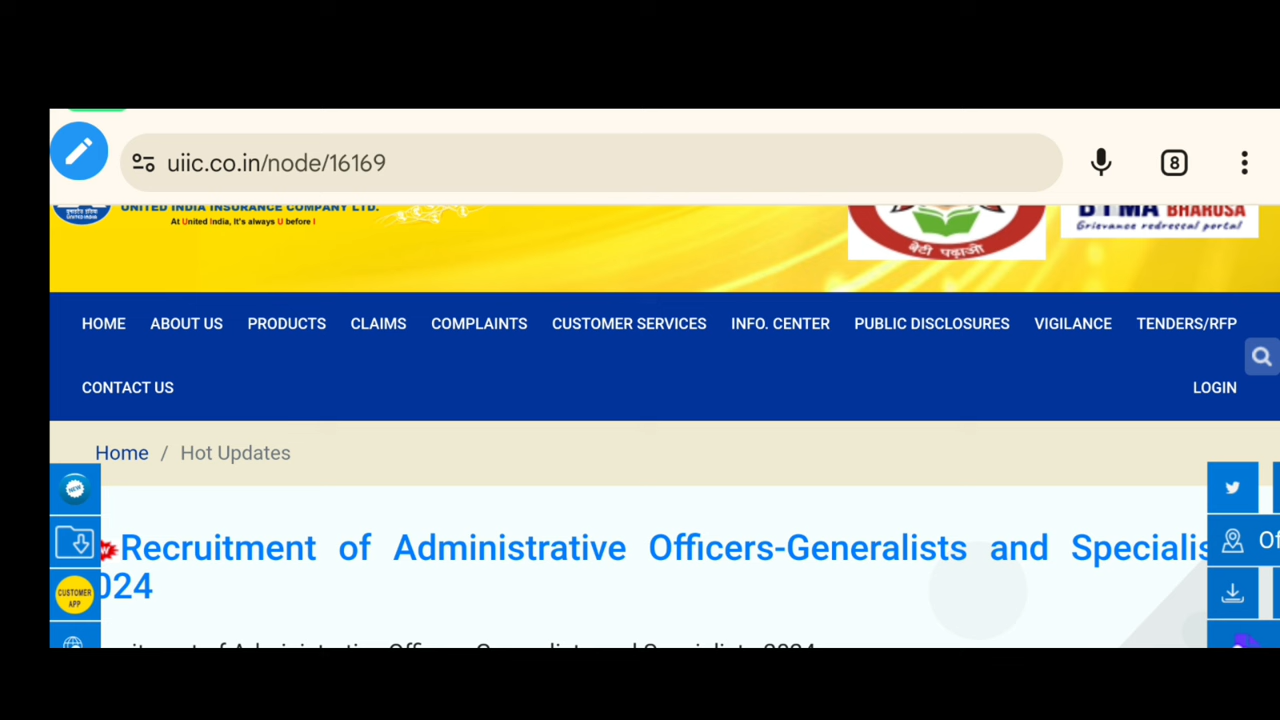 uiic.co.in/node/16169
8
UNITED INDIA INSURANCE COMPANY LTD.
At United India, it's always U before I
बेटी पढ़ाओ
BIMA BHAROSA
Grievance redressal portal
HOME ABOUT US PRODUCTS CLAIMS COMPLAINTS CUSTOMER SERVICES INFO. CENTER PUBLIC DISCLOSURES VIGILANCE TENDERS/RFP
CONTACT US LOGIN
Home / Hot Updates
NEW
Recruitment of Administrative Officers-Generalists and Specialis
024
CUSTOMER
APP
Of